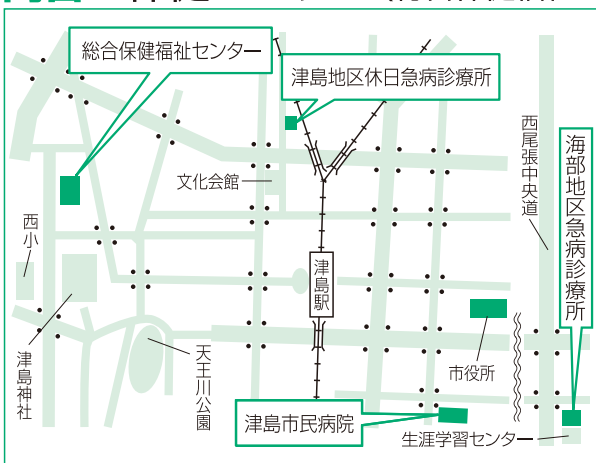 総合保健福祉センター
津島地区休日急病診療所
西尾張中央道
海部地区急病診療所
文化会館
西小
津島駅
津島神社
天王川公園
市役所
津島市民病院
生涯学習センター